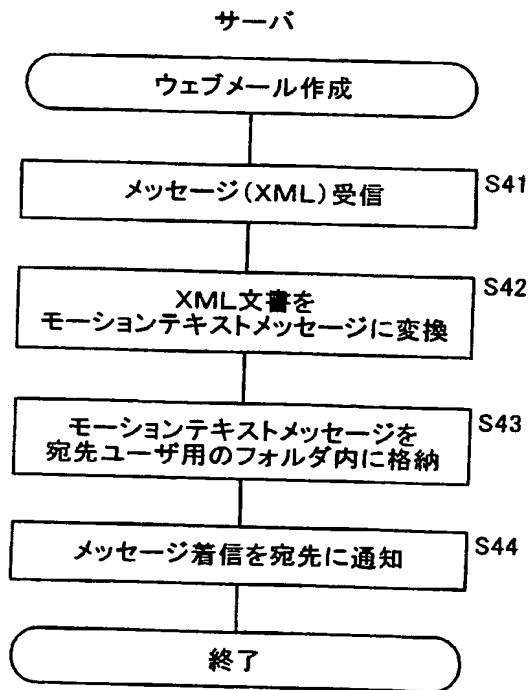 サーバ
ウェブメール作成
メッセージ(XML)受信
S41
XML文書を
モーションテキストメッセージに変換
S42
モーションテキストメッセージを
宛先ユーザ用のフォルダ内に格納
S43
メッセージ着信を宛先に通知
S44
終了